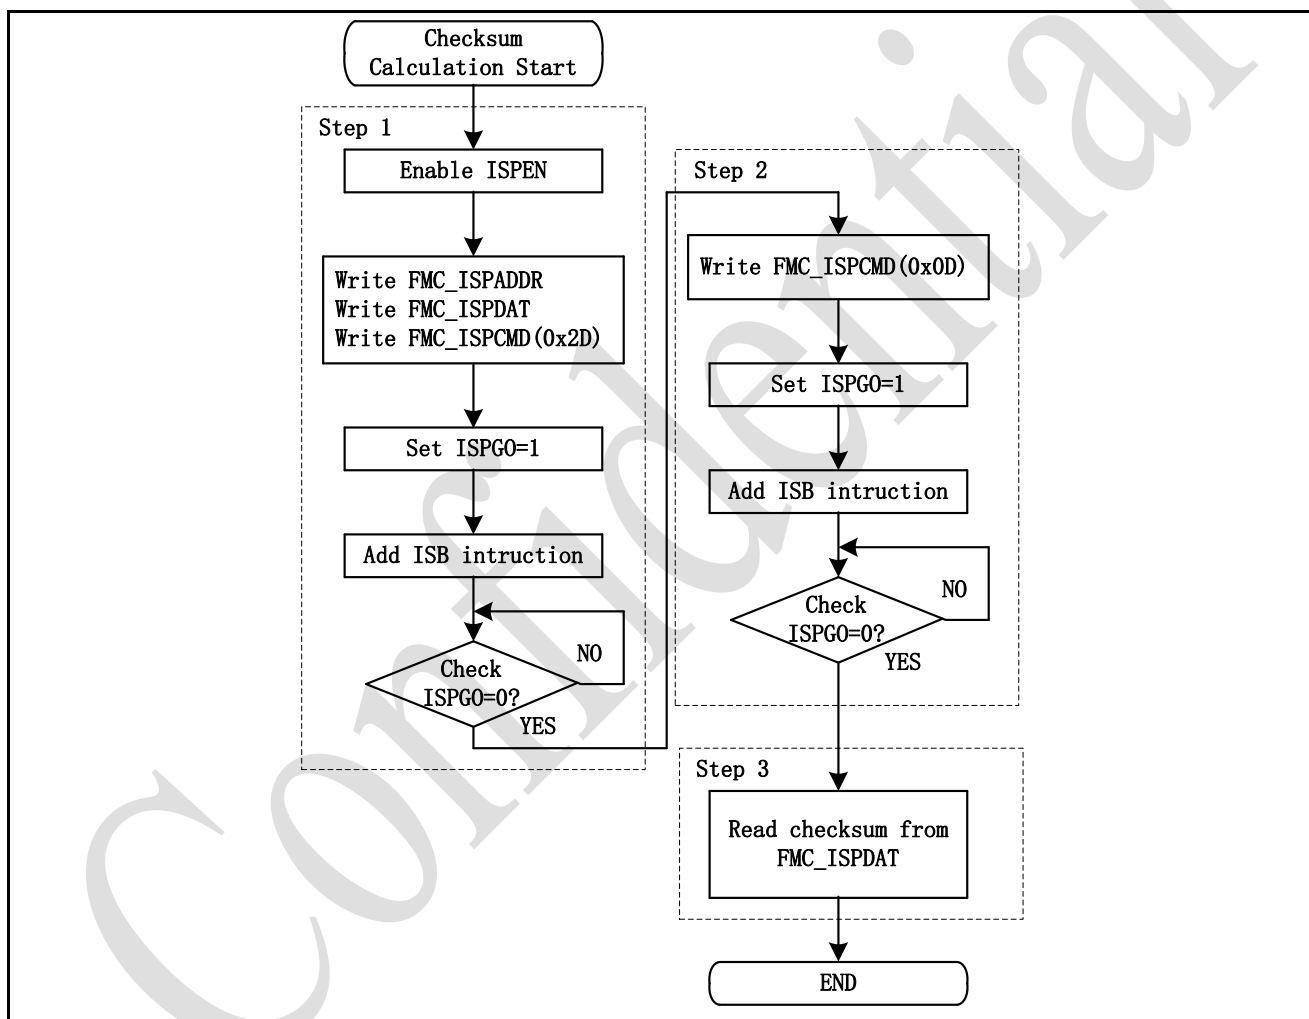 Checksum
Calculation Start
Step 1
Enable ISPEN
Write FMC_ISPADDR
Write FMC_ISPDAT
Write FMC_ISPCMD(0x2D)
Set ISPGO=1
Add ISB intruction
Check
ISPGO=0?
NO
YES
Step 2
Write FMC_ISPCMD(0x0D)
Set ISPGO=1
Add ISB intruction
Check
ISPGO=0?
NO
YES
Step 3
Read checksum from
FMC_ISPDAT
END
Confidential